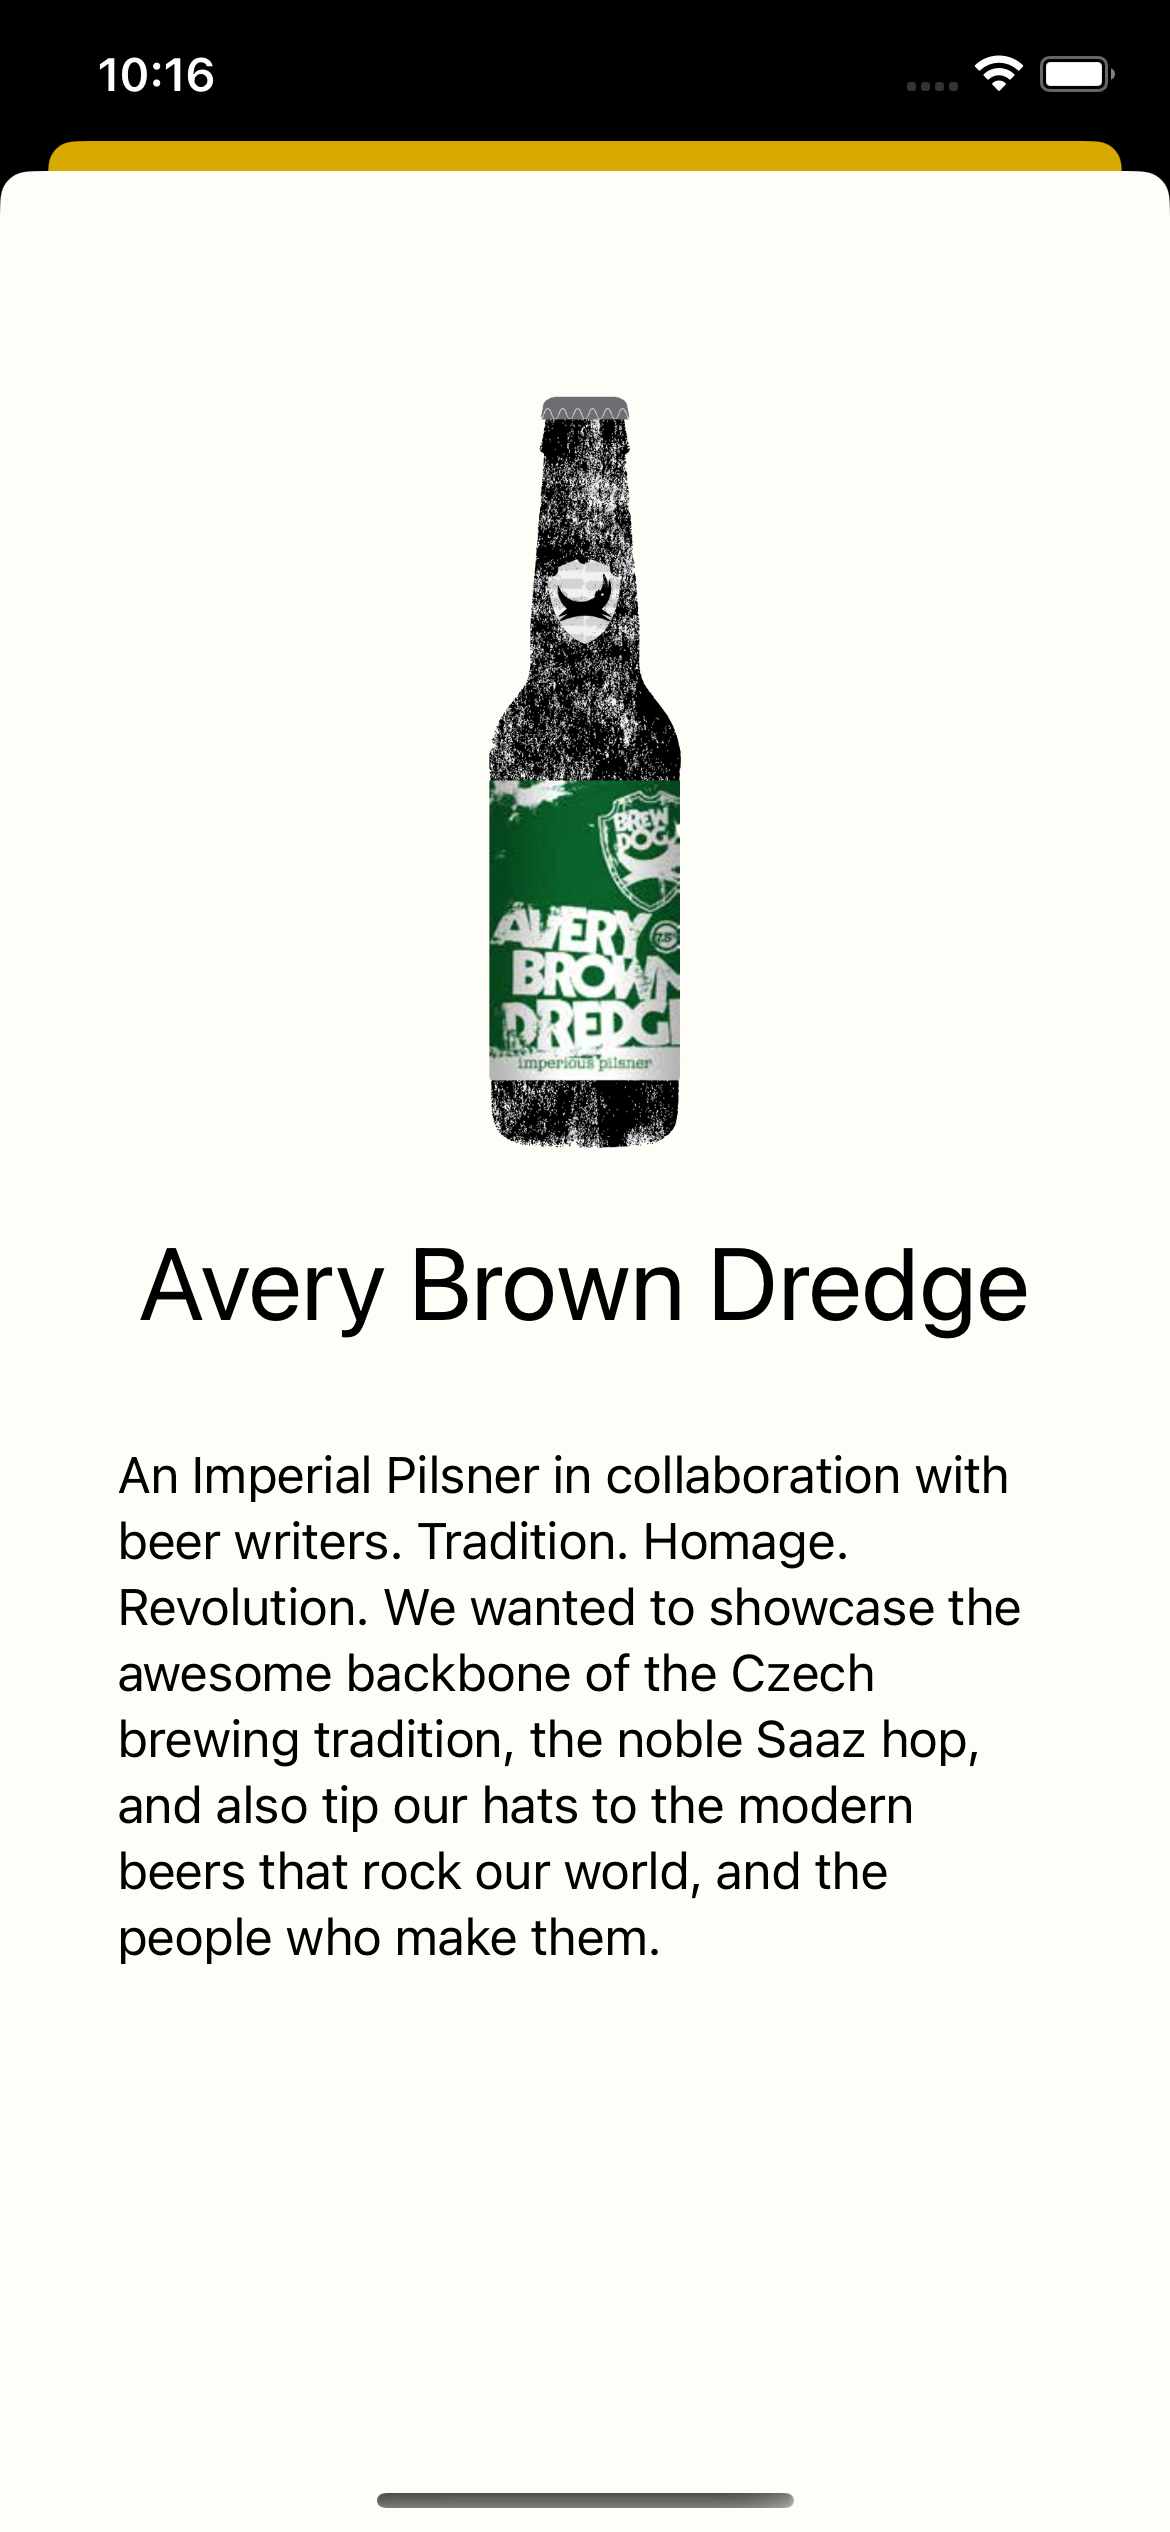 10:16
BREW
DOG
AVERY
7.5
BROWN
DREDG
imperious pilsner
Avery Brown Dredge
An Imperial Pilsner in collaboration with
beer writers. Tradition. Homage.
Revolution. We wanted to showcase the
awesome backbone of the Czech
brewing tradition, the noble Saaz hop,
and also tip our hats to the modern
beers that rock our world, and the
people who make them.